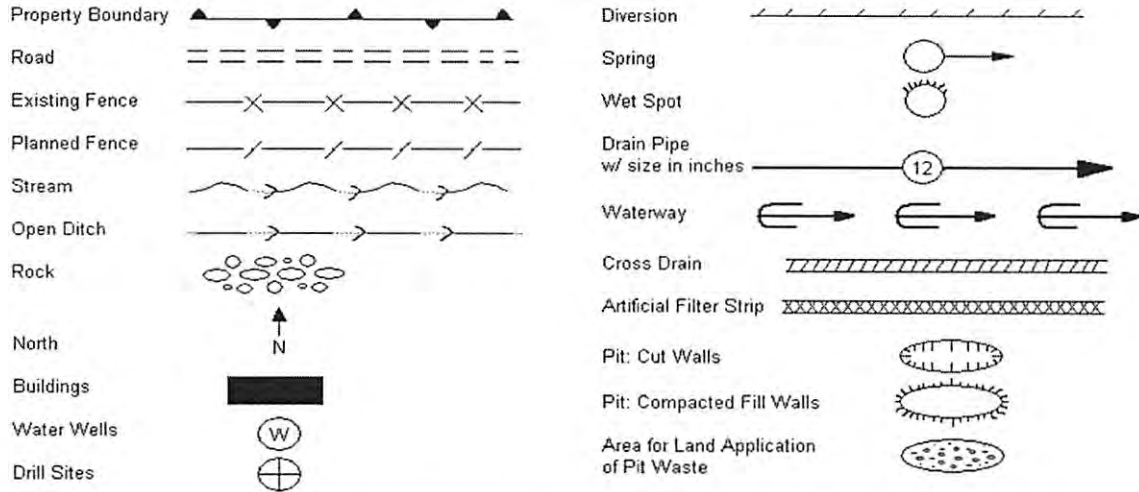 Property Boundary
Road
Existing Fence
Planned Fence
Stream
Open Ditch
Rock
North
N
Buildings
Water Wells
W
Drill Sites
Diversion
Spring
Wet Spot
Drain Pipe
w/ size in inches
12
Waterway
Cross Drain
Artificial Filter Strip
Pit: Cut Walls
Pit: Compacted Fill Walls
Area for Land Application
of Pit Waste